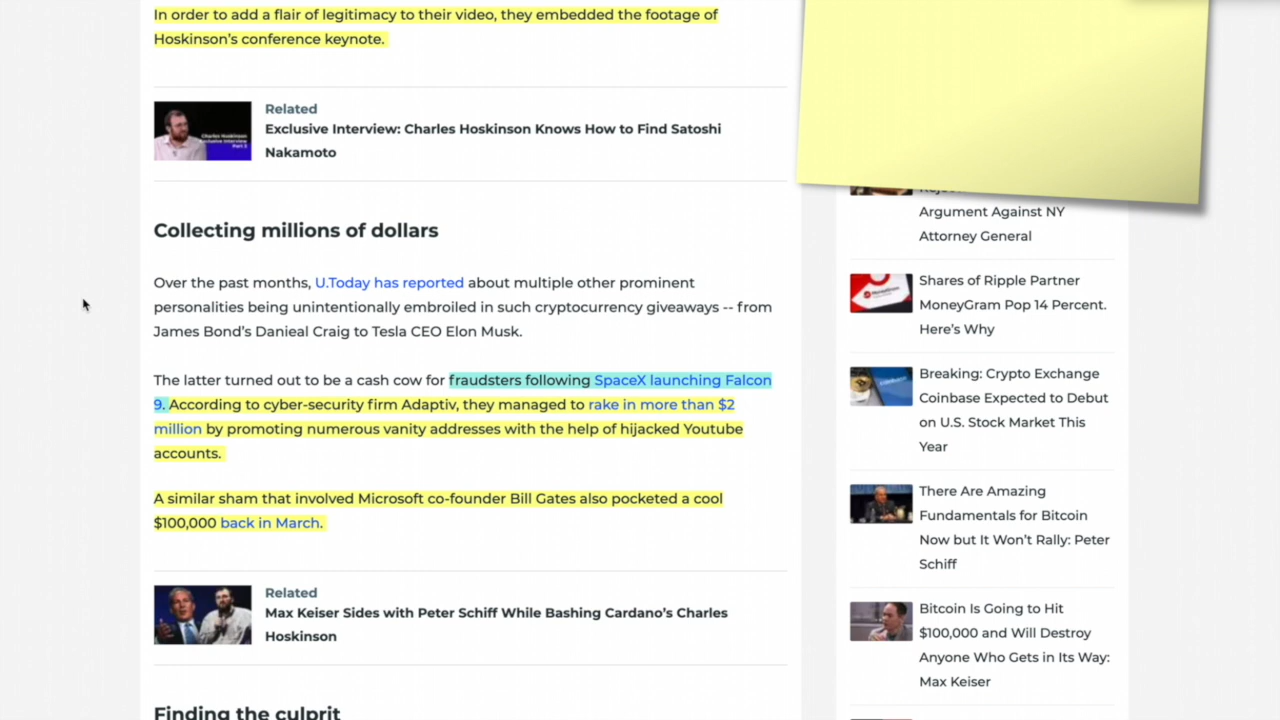 In order to add a flair of legitimacy to their video, they embedded the footage of
Hoskinson's conference keynote.
Related
Exclusive Interview: Charles Hoskinson Knows How to Find Satoshi
Nakamoto
Collecting millions of dollars
Over the past months, U.Today has reported about multiple other prominent
personalities being unintentionally embroiled in such cryptocurrency giveaways -- from
James Bond's Danieal Craig to Tesla CEO Elon Musk.
The latter turned out to be a cash cow for fraudsters following SpaceX launching Falcon
9. According to cyber-security firm Adaptiv, they managed to rake in more than $2
million by promoting numerous vanity addresses with the help of hijacked Youtube
accounts.
A similar sham that involved Microsoft co-founder Bill Gates also pocketed a cool
$100,000 back in March.
Related
Max Keiser Sides with Peter Schiff While Bashing Cardano's Charles
Hoskinson
Finding the culprit
Argument Against NY
Attorney General
Shares of Ripple Partner
MoneyGram Pop 14 Percent.
Here's Why
Breaking: Crypto Exchange
Coinbase Expected to Debut
on U.S. Stock Market This
Year
There Are Amazing
Fundamentals for Bitcoin
Now but It Won't Rally: Peter
Schiff
Bitcoin Is Going to Hit
$100,000 and Will Destroy
Anyone Who Gets in Its Way:
Max Keiser